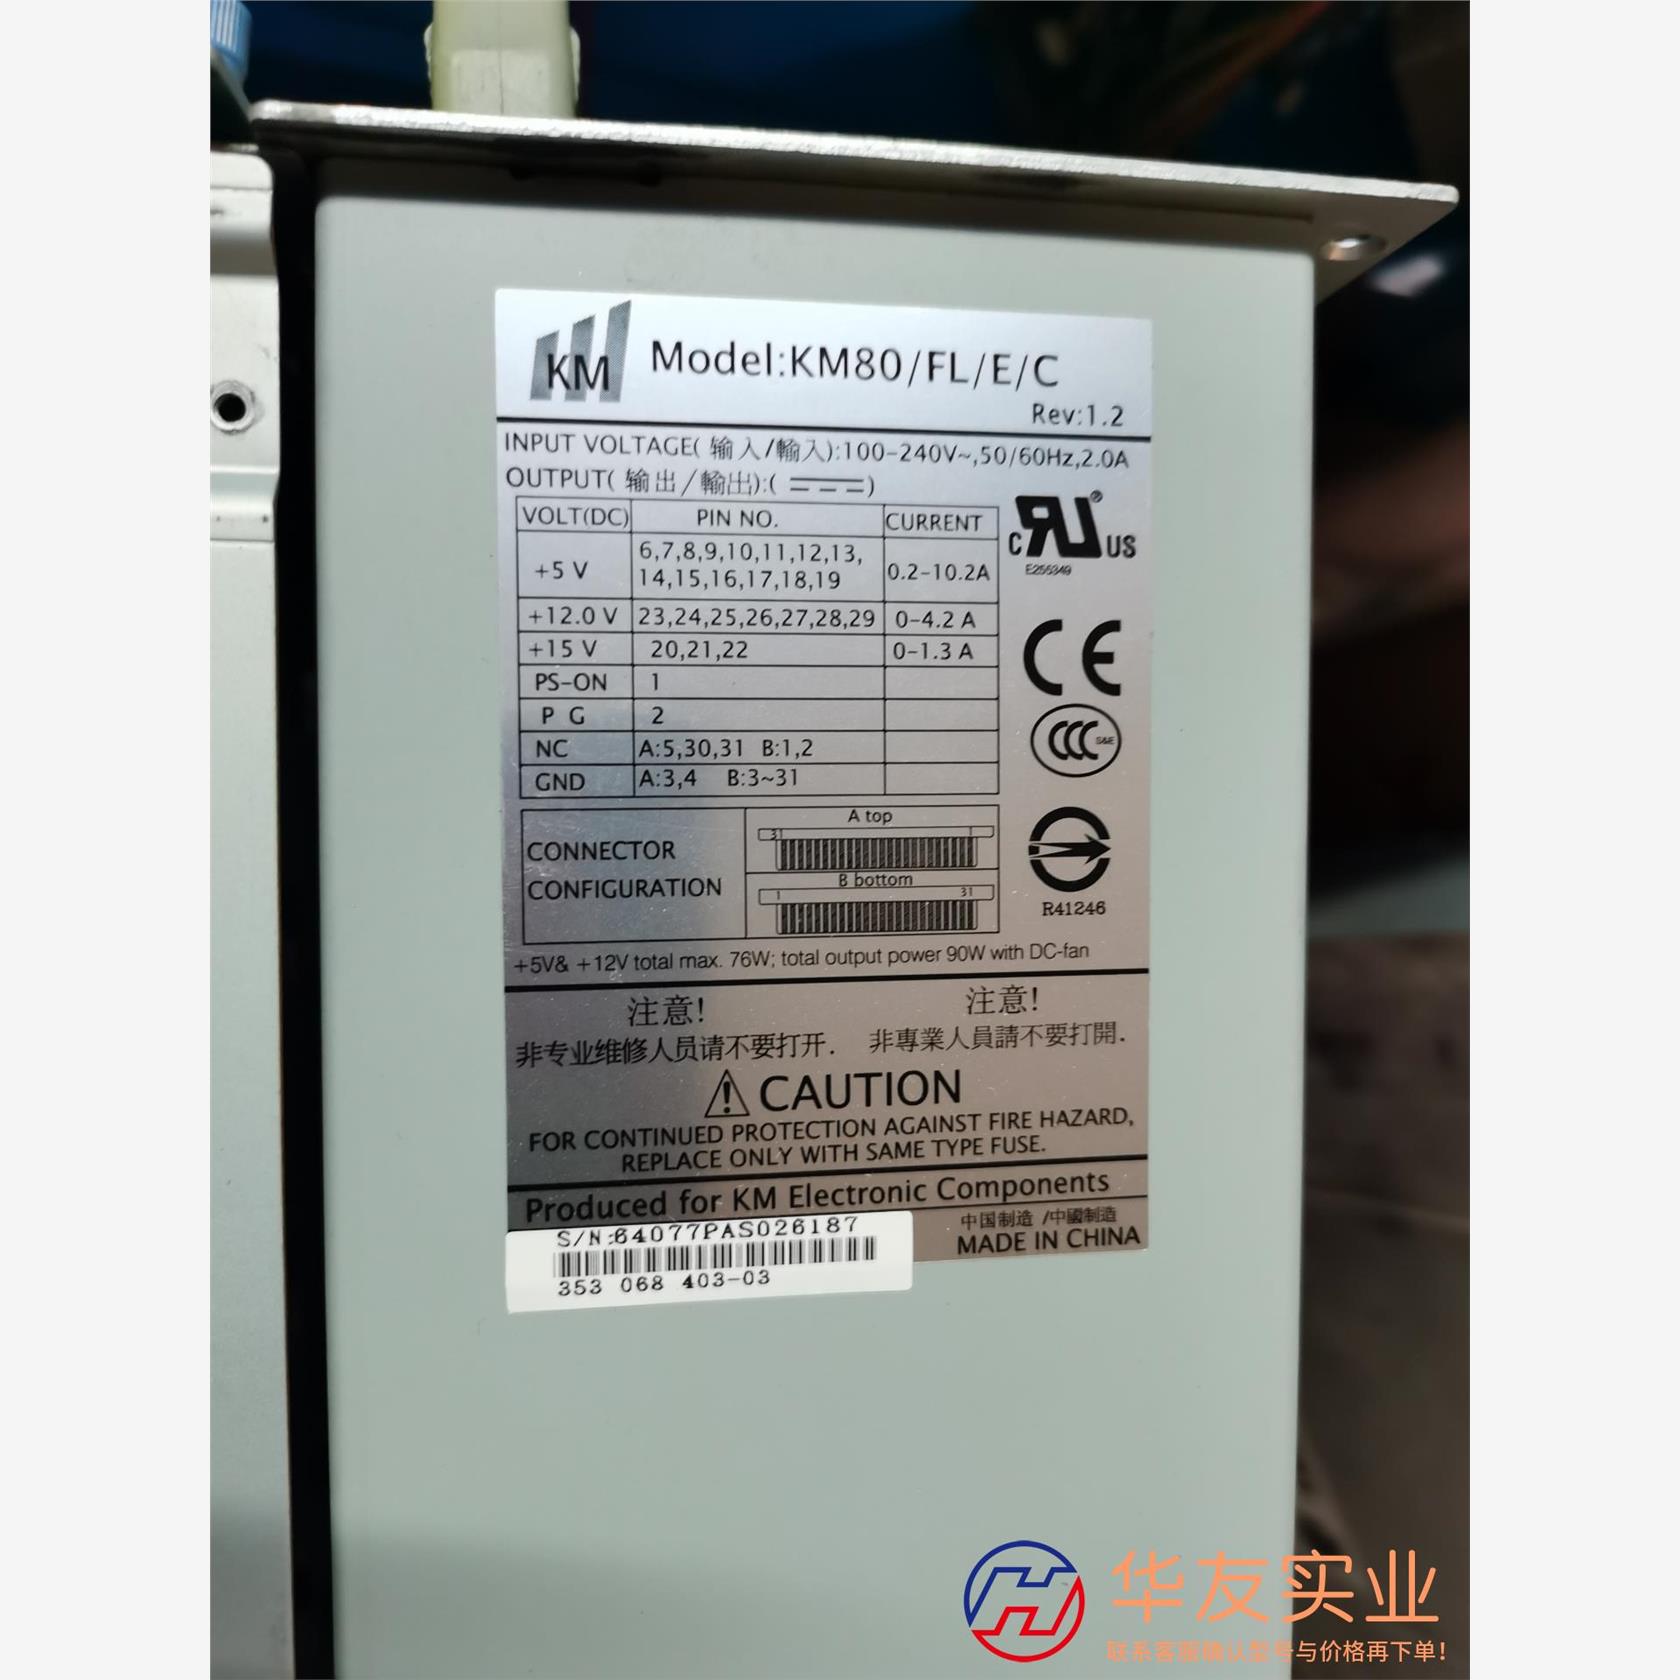 KM Model:KM80/FL/E/C
Rev:1.2
INPUT VOLTAGE(输入/輸入):100-240V~,50/60Hz,2.0A
OUTPUT(输出/輸出):( )
VOLT(DC) PIN NO. CURRENT
+5 V 6,7,8,9,10,11,12,13,
14,15,16,17,18,19 0.2-10.2A
+12.0 V 23,24,25,26,27,28,29 0-4.2 A
+15 V 20,21,22 0-1.3 A
PS-ON 1
P G 2
NC A:5,30,31 B:1,2
GND A:3,4 B:3~31
C RU ® US
E255349
CE
CCC S&E
R41246
CONNECTOR
CONFIGURATION
A top
31 1
B bottom
1 31
+5V& +12V total max. 76W; total output power 90W with DC-fan
注意! 注意!
非专业维修人员请不要打开. 非專業人員請不要打開.
CAUTION
FOR CONTINUED PROTECTION AGAINST FIRE HAZARD,
REPLACE ONLY WITH SAME TYPE FUSE.
Produced for KM Electronic Components
中国制造 /中國制造
MADE IN CHINA
S/N:64077PAS026187
353 068 403-03
华友实业
联系客服确认型号与价格再下单!